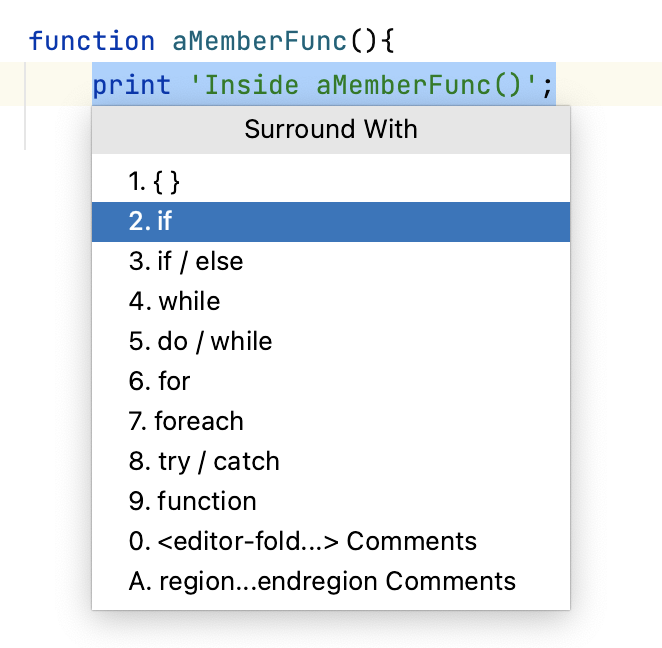 function aMemberFunc(){
print 'Inside aMemberFunc()';
Surround With
1. { }
2. if
3. if / else
4. while
5. do / while
6. for
7. foreach
8. try / catch
9. function
0. <editor-fold...> Comments
A. region...endregion Comments